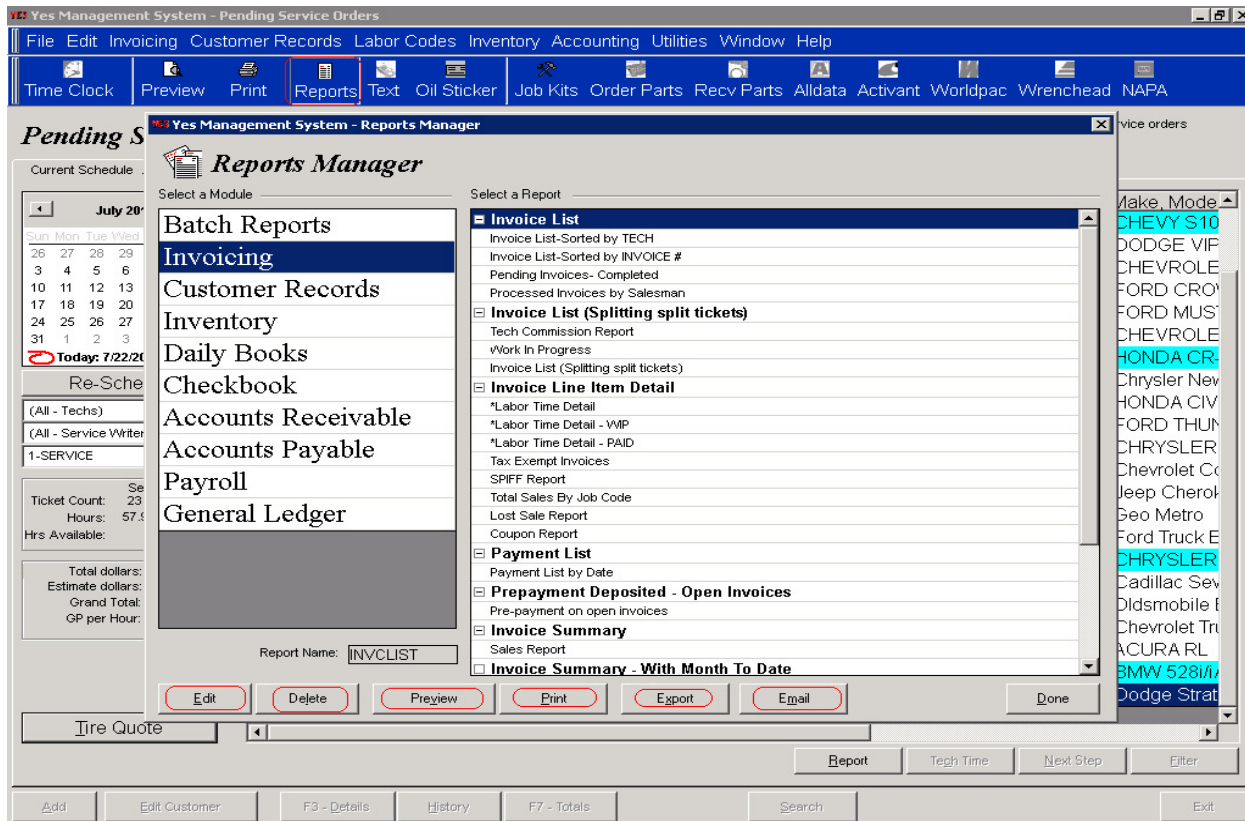 YES Yes Management System - Pending Service Orders
File Edit Invoicing Customer Records Labor Codes Inventory Accounting Utilities Window Help
Time Clock Preview Print Reports Text Oil Sticker Job Kits Order Parts Recv Parts Alldata Activant Worldpac Wrenchead NAPA
Pending S
vice orders
Current Schedule
July 20
Sun Mon Tue Wed
26 27 28 29
3 4 5 6
10 11 12 13
17 18 19 20
24 25 26 27
31 1 2 3
Today: 7/22/20
Re-Sche
(All - Techs)
(All - Service Writer
1-SERVICE
Se
Ticket Count: 23
Hours: 57.9
Hrs Available:
Total dollars:
Estimate dollars:
Grand Total:
GP per Hour:
Tire Quote
YES Yes Management System - Reports Manager
Reports Manager
Select a Module
Batch Reports
Invoicing
Customer Records
Inventory
Daily Books
Checkbook
Accounts Receivable
Accounts Payable
Payroll
General Ledger
Report Name: INVCLIST
Select a Report
Invoice List
Invoice List-Sorted by TECH
Invoice List-Sorted by INVOICE #
Pending Invoices- Completed
Processed Invoices by Salesman
Invoice List (Splitting split tickets)
Tech Commission Report
Work In Progress
Invoice List (Splitting split tickets)
Invoice Line Item Detail
*Labor Time Detail
*Labor Time Detail - WIP
*Labor Time Detail - PAID
Tax Exempt Invoices
SPIFF Report
Total Sales By Job Code
Lost Sale Report
Coupon Report
Payment List
Payment List by Date
Prepayment Deposited - Open Invoices
Pre-payment on open invoices
Invoice Summary
Sales Report
Invoice Summary - With Month To Date
Edit Delete Preview Print Export Email Done
Make, Mode
CHEVY S10
DODGE VIP
CHEVROLE
FORD CROW
FORD MUS
CHEVROLE
HONDA CR-
Chrysler New
HONDA CIV
FORD THUN
CHRYSLER
Chevrolet Co
Jeep Cherok
Geo Metro
Ford Truck E
CHRYSLER
Cadillac Sev
Oldsmobile
Chevrolet Tru
ACURA RL
BMW 528i/i
Dodge Strat
Report Tech Time Next Step Filter
Add Edit Customer F3 - Details History F7 - Totals Search Exit